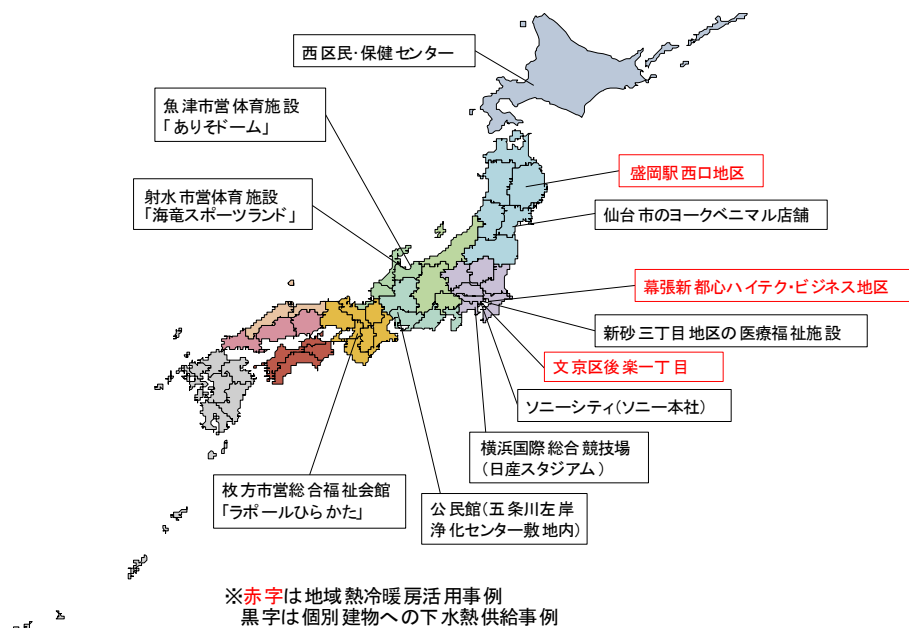 西区民・保健センター
魚津市営体育施設
「ありそドーム」
盛岡駅西口地区
射水市営体育施設
「海竜スポーツランド」
仙台市のヨークベニマル店舗
幕張新都心ハイテク・ビジネス地区
新砂三丁目地区の医療福祉施設
文京区後楽一丁目
ソニーシティ(ソニー本社)
横浜国際総合競技場
(日産スタジアム)
枚方市営総合福祉会館
「ラポールひらかた」
公民館(五条川左岸
浄化センター敷地内)
※赤字は地域熱冷暖房活用事例
黒字は個別建物への下水熱供給事例